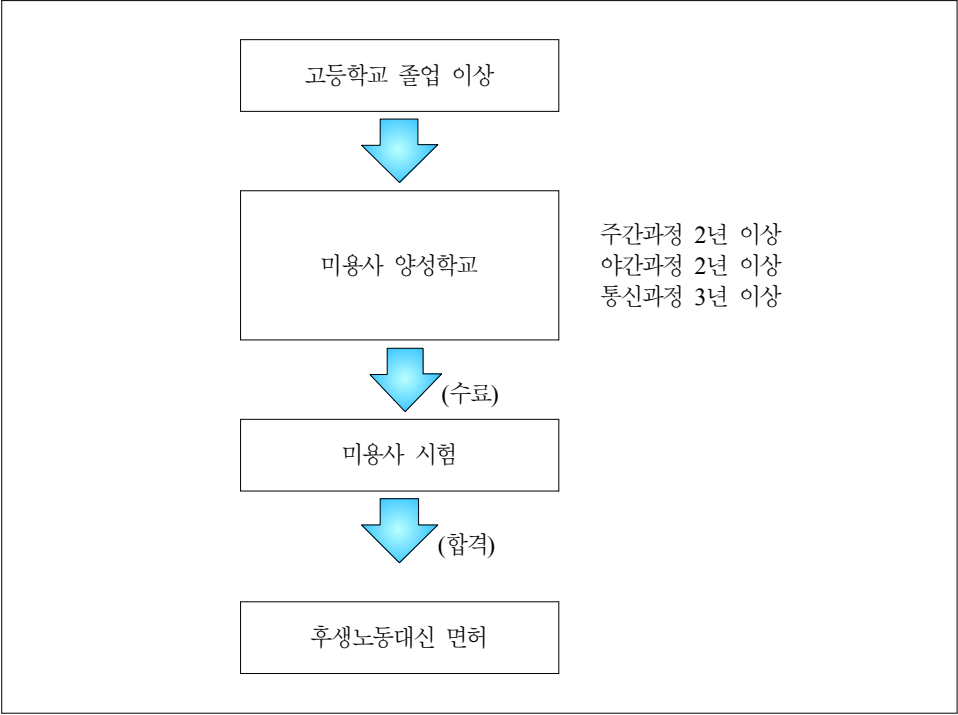 고등학교 졸업 이상
미용사 양성학교
주간과정 2년 이상
야간과정 2년 이상
통신과정 3년 이상
(수료)
미용사 시험
(합격)
후생노동대신 면허